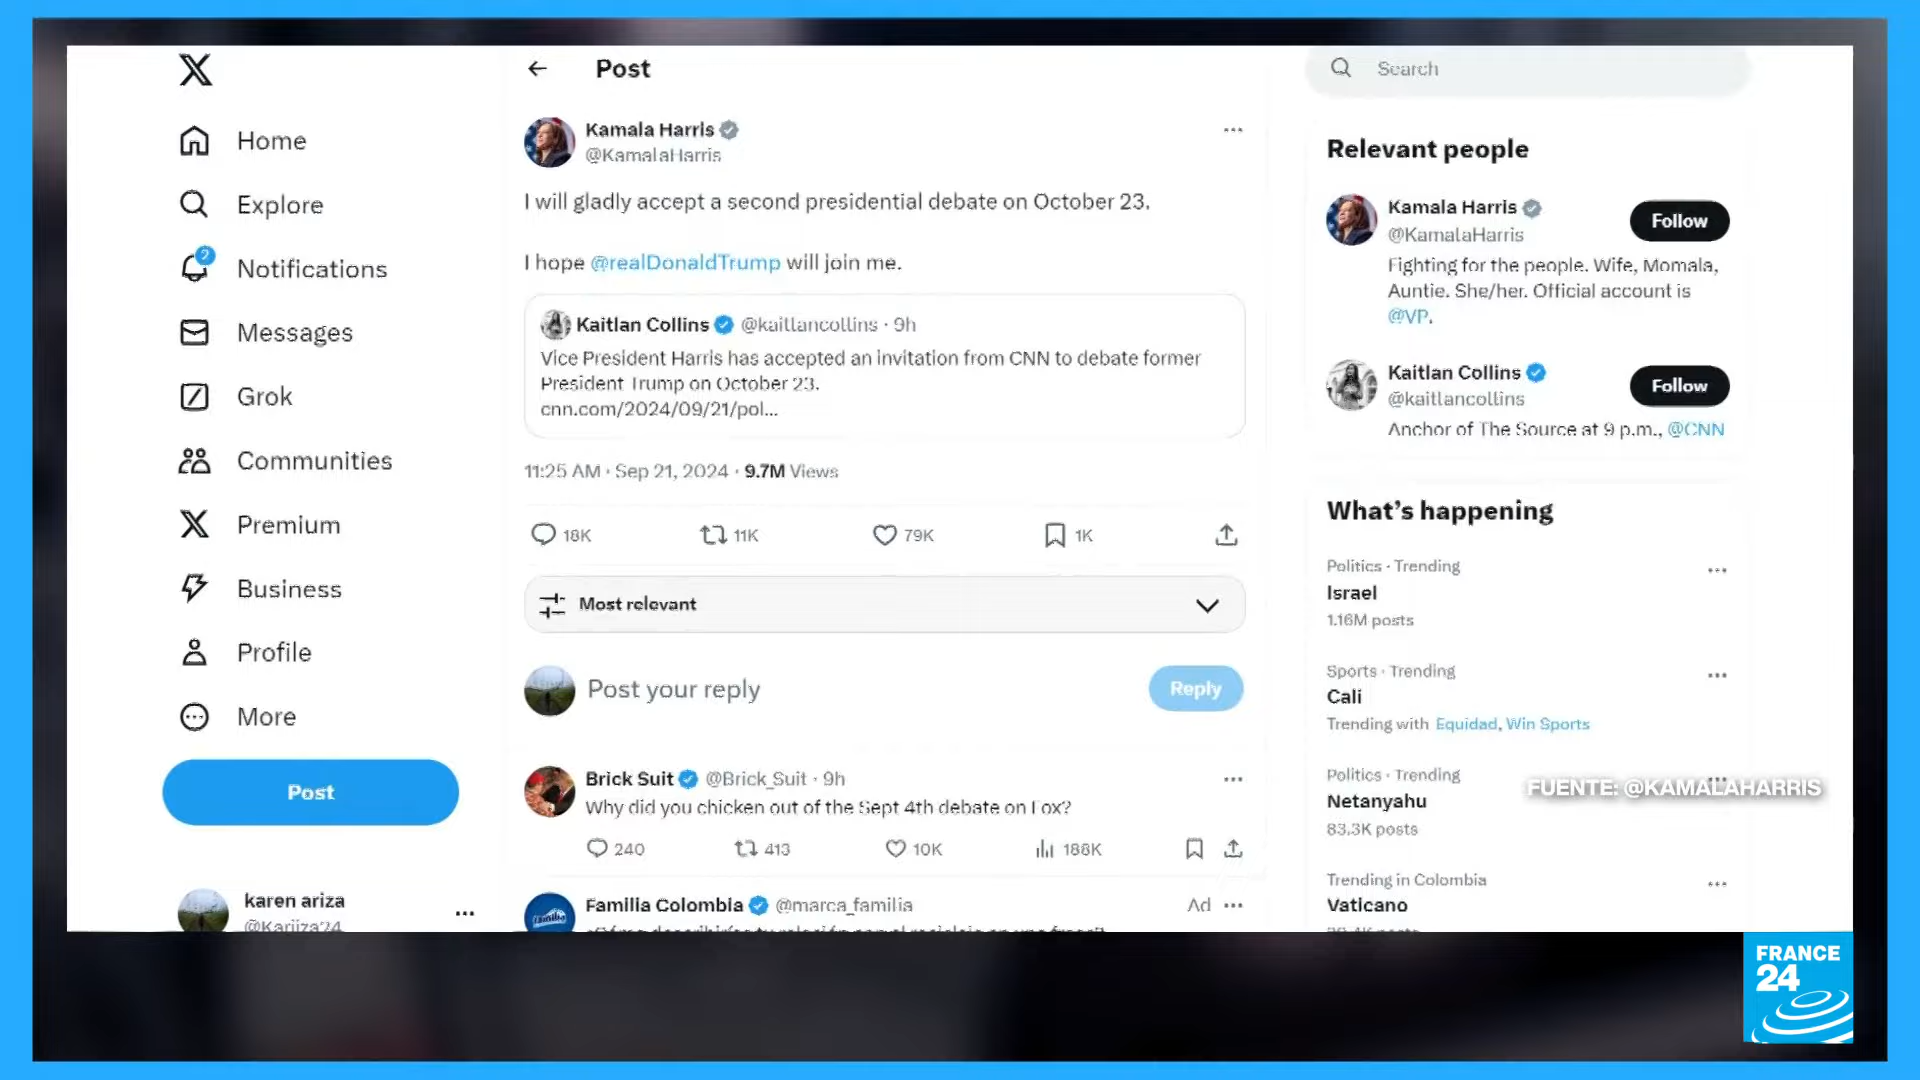 Home
Explore
2
Notifications
Messages
Grok
Communities
Premium
Business
Profile
More
Post
karen ariza
@Kariiza24
Post
Kamala Harris
@KamalaHarris
I will gladly accept a second presidential debate on October 23.
I hope @realDonaldTrump will join me.
Kaitlan Collins @kaitlancollins · 9h
Vice President Harris has accepted an invitation from CNN to debate former
President Trump on October 23.
cnn.com/2024/09/21/pol...
11:25 AM · Sep 21, 2024 · 9.7M Views
18K 11K 79K 1K
Most relevant
Post your reply
Reply
Brick Suit @Brick_Suit · 9h
Why did you chicken out of the Sept 4th debate on Fox?
240 413 10K 188K
Familia Colombia @marca_familia Ad
Search
Relevant people
Kamala Harris
@KamalaHarris
Follow
Fighting for the people. Wife, Momala,
Auntie. She/her. Official account is
@VP.
Kaitlan Collins
@kaitlancollins
Follow
Anchor of The Source at 9 p.m., @CNN
What's happening
Politics · Trending
Israel
1.16M posts
Sports · Trending
Cali
Trending with Equidad, Win Sports
Politics · Trending
Netanyahu
83.3K posts
FUENTE: @KAMALAHARRIS
Trending in Colombia
Vaticano
FRANCE
24